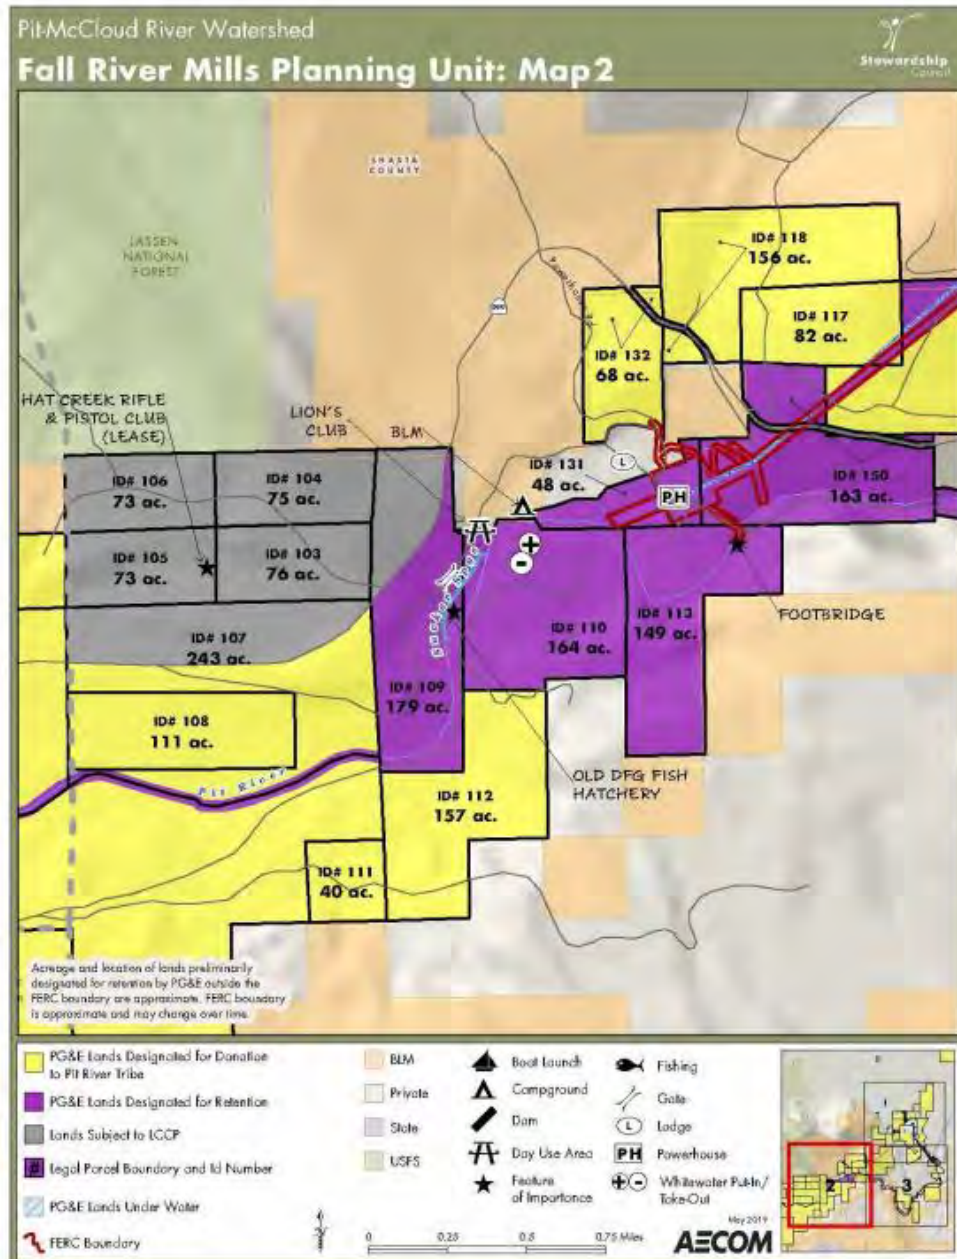 Pit-McCloud River Watershed
Fall River Mills Planning Unit: Map2
Stewardship
Council
SHASTA
COUNTY
LASSEN
NATIONAL
FOREST
ID# 118
156 ac.
ID# 117
82 ac.
ID# 132
68 ac.
HAT CREEK RIFLE
& PISTOL CLUB
(LEASE)
LION'S
CLUB
BLM
ID# 131
48 ac.
L
PH
ID# 150
163 ac.
ID# 106
73 ac.
ID# 104
75 ac.
ID# 105
73 ac.
ID# 103
76 ac.
FOOTBRIDGE
ID# 107
243 ac.
ID# 110
164 ac.
ID# 113
149 ac.
ID# 109
179 ac.
ID# 108
111 ac.
Pit River
OLD DFG FISH
HATCHERY
ID# 112
157 ac.
ID# 111
40 ac.
Acreage and location of lands preliminarily
designated for retention by PG&E outside the
FERC boundary are approximate. FERC boundary
is approximate and may change over time.
PG&E Lands Designated for Donation
to Pit River Tribe
PG&E Lands Designated for Retention
Lands Subject to LCCP
# Legal Parcel Boundary and Id Number
PG&E Lands Under Water
FERC Boundary
BLM
Private
State
USFS
Boat Launch
Campground
Dam
Day Use Area
Feature
of Importance
Fishing
Gate
L Lodge
PH Powerhouse
Whitewater Put-In/
Take-Out
0 0.25 0.5 0.75 Miles
May 2019
AECOM
2
3